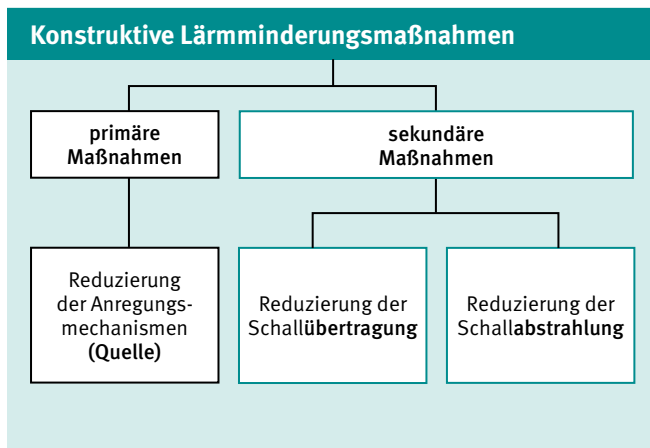 Konstruktive Lärmminderungsmaßnahmen
primäre
Maßnahmen
sekundäre
Maßnahmen
Reduzierung
der Anregungs-
mechanismen
(Quelle)
Reduzierung der
Schallübertragung
Reduzierung der
Schallabstrahlung